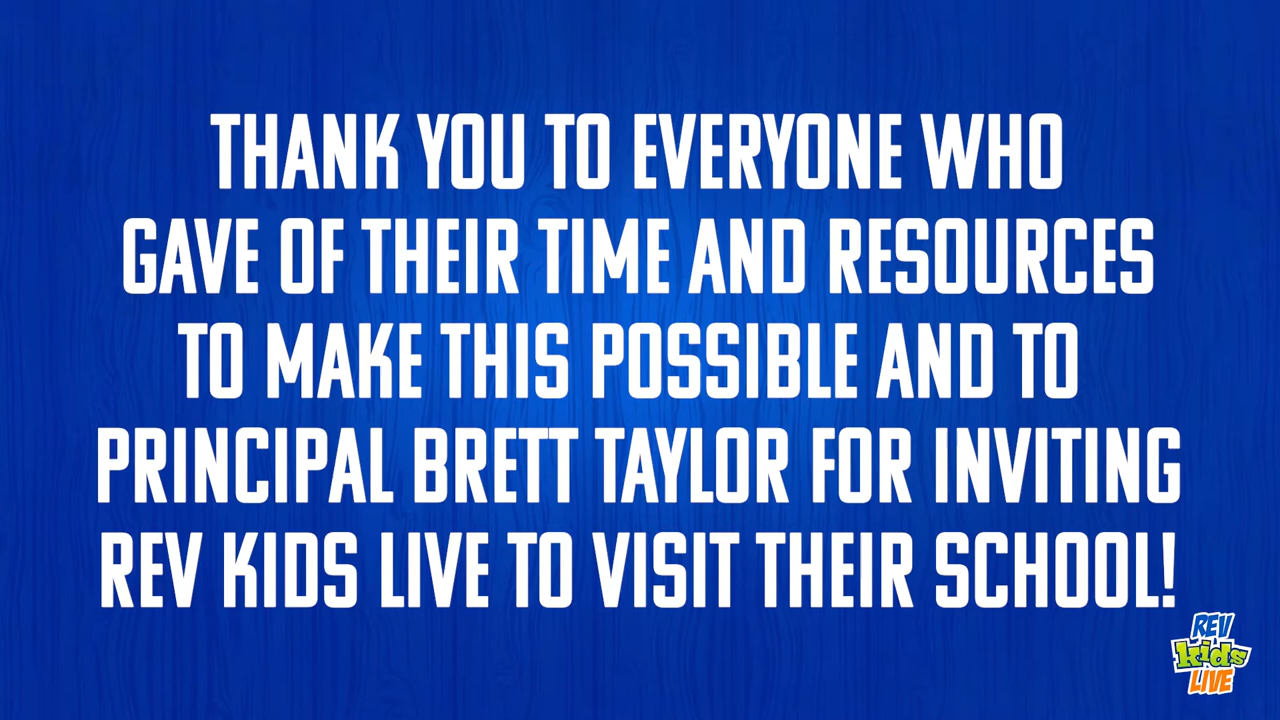 THANK YOU TO EVERYONE WHO
GAVE OF THEIR TIME AND RESOURCES
TO MAKE THIS POSSIBLE AND TO
PRINCIPAL BRETT TAYLOR FOR INVITING
REV KIDS LIVE TO VISIT THEIR SCHOOL!
REV
kids
LIVE